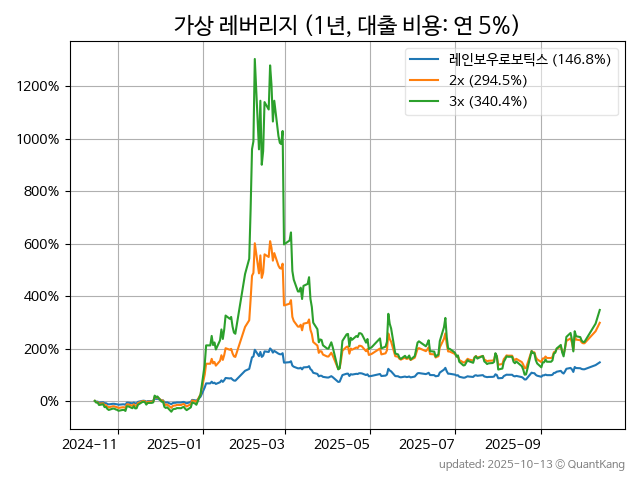 가상 레버리지 (1년, 대출 비용: 연 5%)
레인보우로보틱스 (146.8%)
2x (294.5%)
3x (340.4%)
1200%
1000%
800%
600%
400%
200%
0%
2024-11 2025-01 2025-03 2025-05 2025-07 2025-09
updated: 2025-10-13 © QuantKang